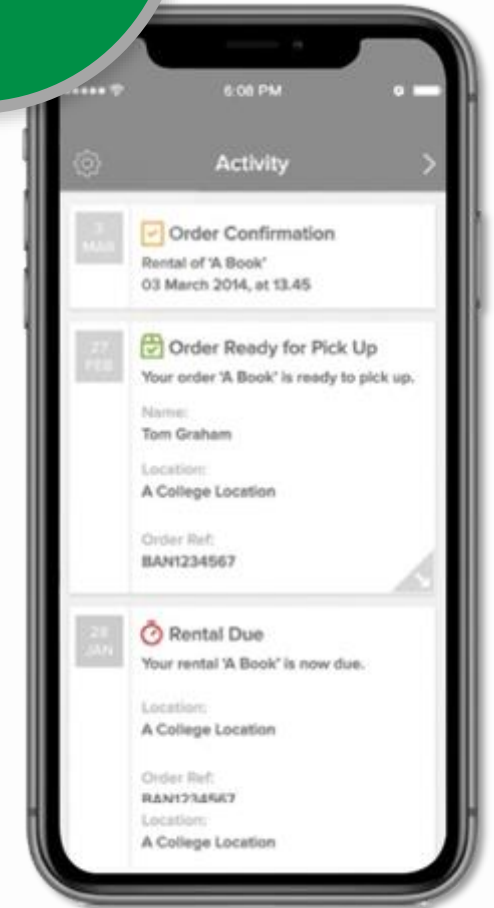 6:08 PM
Activity
3
MAR
Order Confirmation
Rental of 'A Book'
03 March 2014, at 13.45
27
FEB
Order Ready for Pick Up
Your order 'A Book' is ready to pick up.
Name:
Tom Graham
Location:
A College Location
Order Ref:
BAN1234567
28
JAN
Rental Due
Your rental 'A Book' is now due.
Location:
A College Location
Order Ref:
BAN1234567
Location:
A College Location